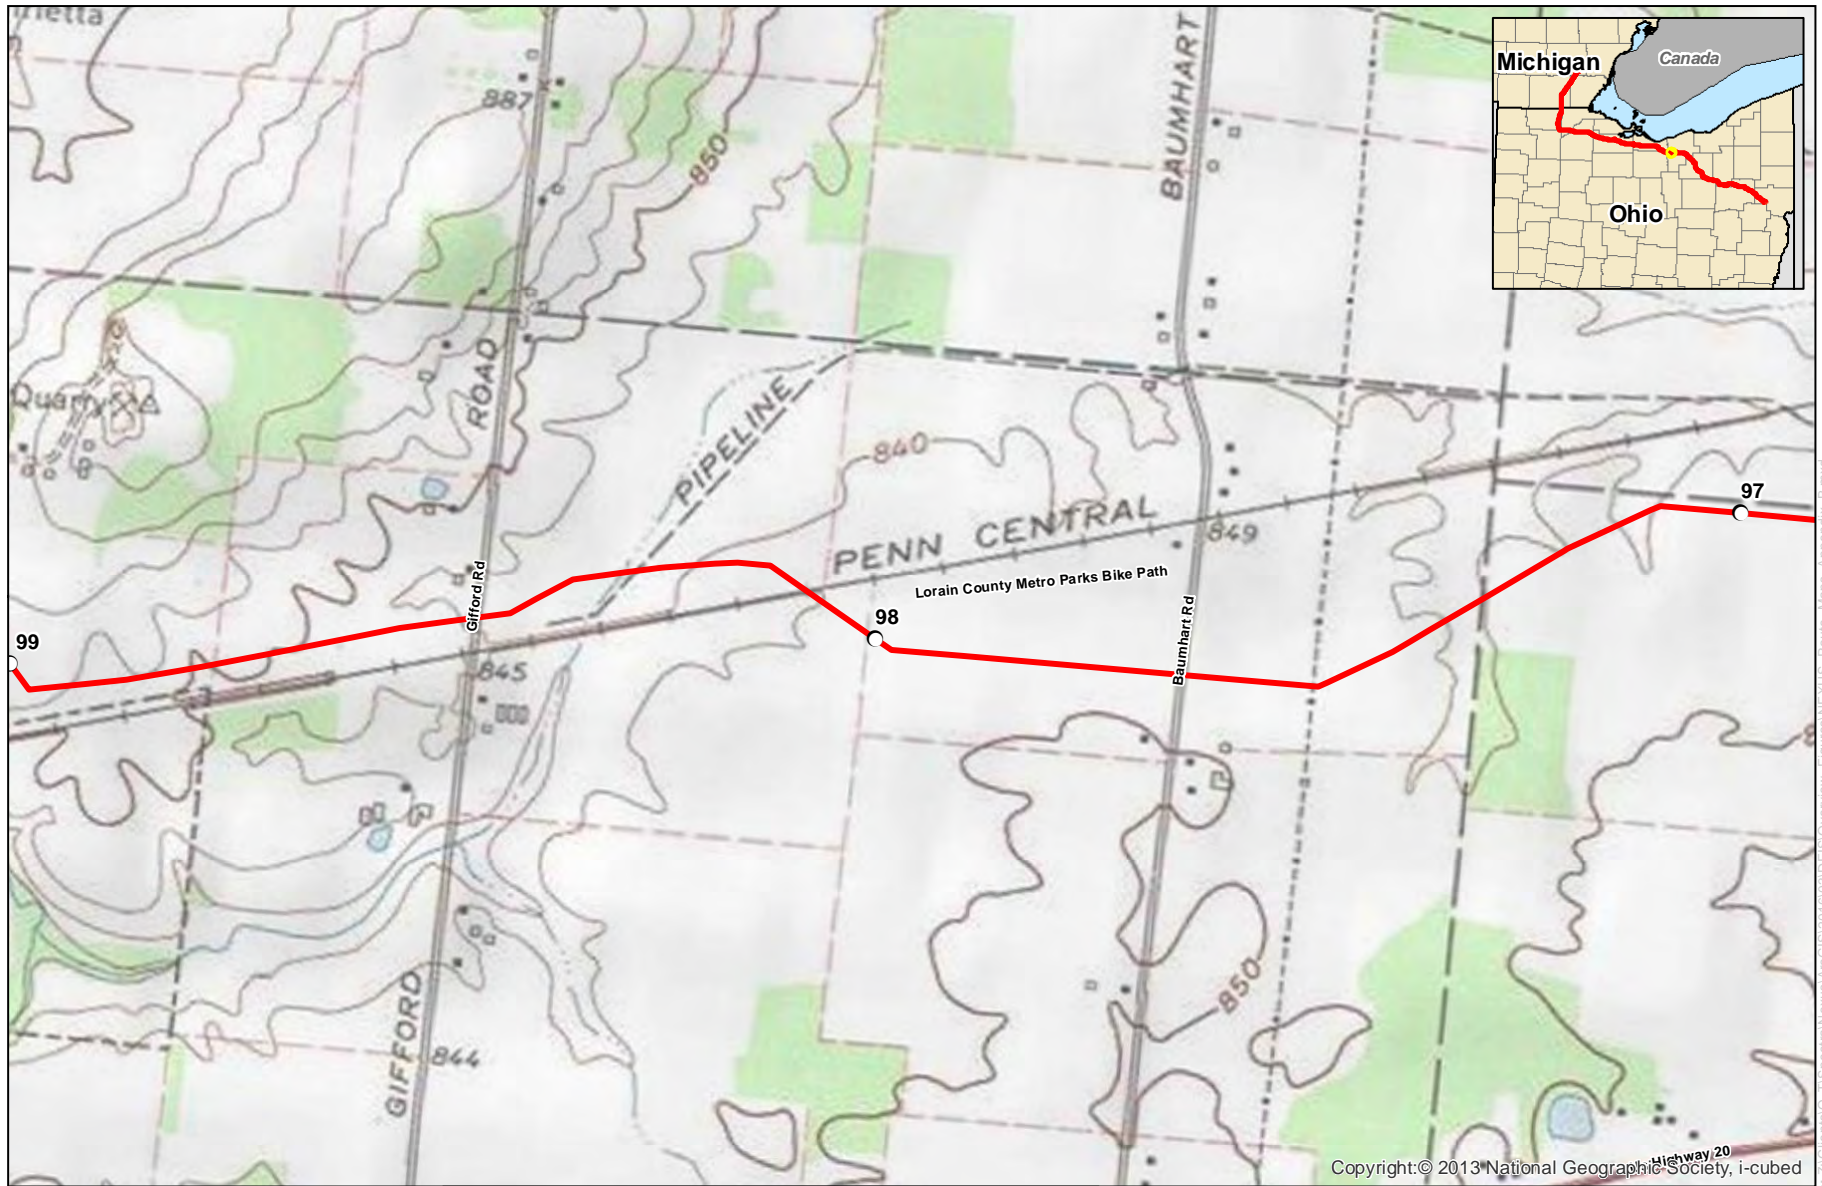 Michigan
Canada
Ohio
887
850
BAUMHART
ROAD
Quarry
PIPELINE
840
97
PENN CENTRAL
849
Lorain County Metro Parks Bike Path
Gifford Rd
98
Baumhart Rd
99
845
850
GIFFORD
844
Highway 20
Copyright:© 2013 National Geographic Society, i-cubed